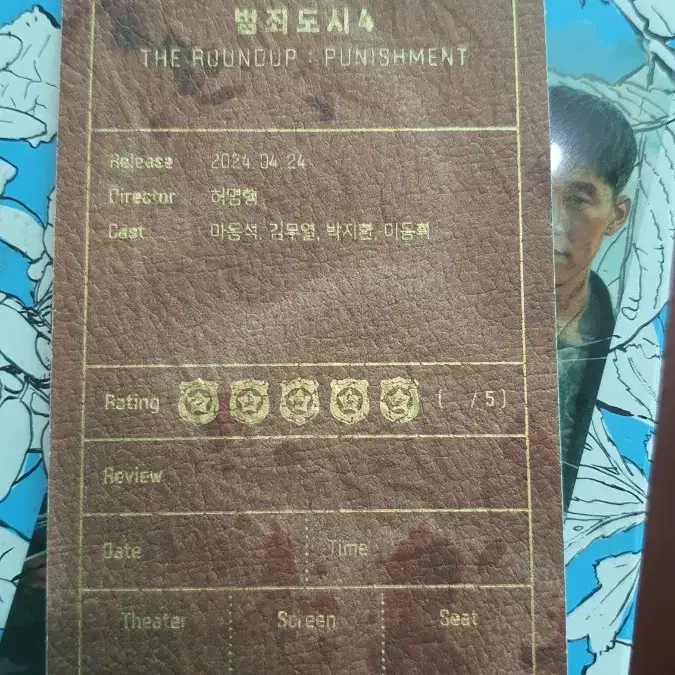 범죄도시4
THE ROUNDUP : PUNISHMENT
Release 2024.04.24
Director 허명행
Cast 마동석, 김무열, 박지환, 이동휘
Rating ( / 5 )
Review
Date Time
Theater Screen Seat